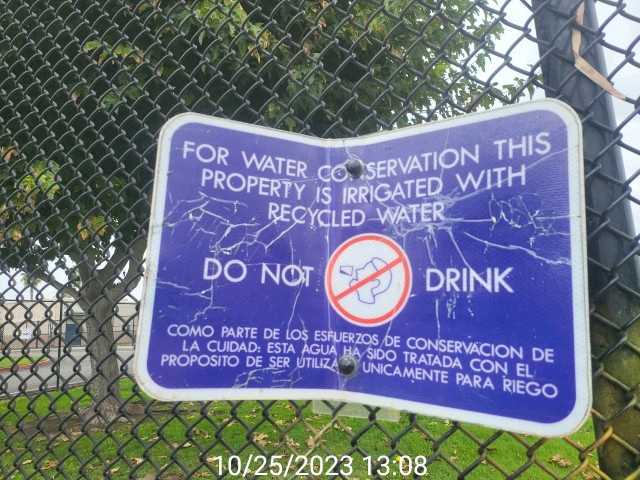 FOR WATER CONSERVATION THIS
PROPERTY IS IRRIGATED WITH
RECYCLED WATER
DO NOT DRINK
COMO PARTE DE LOS ESFUERZOS DE CONSERVACION DE
LA CUIDAD: ESTA AGUA HA SIDO TRATADA CON EL
PROPOSITO DE SER UTILIZADA UNICAMENTE PARA RIEGO
10/25/2023 13:08